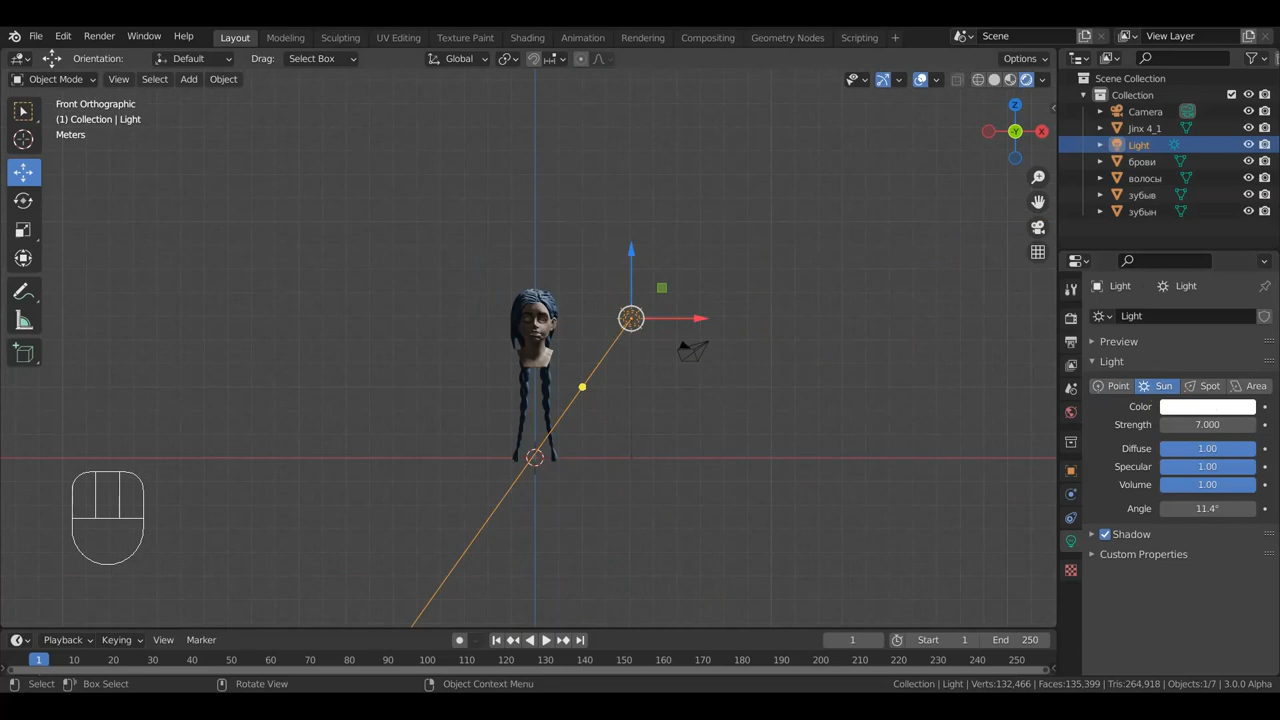 File Edit Render Window Help Layout Modeling Sculpting UV Editing Texture Paint Shading Animation Rendering Compositing Geometry Nodes Scripting + Scene View Layer
Orientation: Default Drag: Select Box Global Options
Object Mode View Select Add Object
Front Orthographic
(1) Collection | Light
Meters
Z
X
-Y
Scene Collection
Collection
Camera
Jinx 4_1
Light
брови
волосы
зубыв
зубын
Light Light
Light
Preview
Light
Point Sun Spot Area
Color
Strength 7.000
Diffuse 1.00
Specular 1.00
Volume 1.00
Angle 11.4°
Shadow
Custom Properties
Playback Keying View Marker 1 Start 1 End 250
1 10 20 30 40 50 60 70 80 90 100 110 120 130 140 150 160 170 180 190 200 210 220 230 240 250
Select Box Select Rotate View Object Context Menu Collection | Light | Verts:132,466 | Faces:135,399 | Tris:264,918 | Objects:1/7 | 3.0.0 Alpha